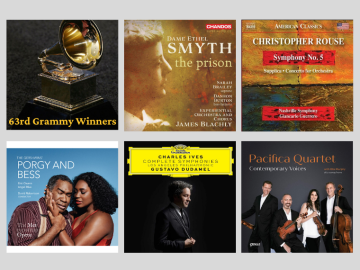 63rd Grammy Winners
CHANDOS
DAME ETHEL
SMYTH
the prison
SARAH
BRAILEY
DASHON
BURTON
EXPERIENTIAL
ORCHESTRA AND
CHORUS
JAMES BLACHLY
AMERICAN CLASSICS
CHRISTOPHER ROUSE
Symphony No. 5
Supplica • Concerto for Orchestra
Nashville Symphony
Giancarlo Guerrero
PORGY AND
BESS
Opera
CHARLES IVES
COMPLETE SYMPHONIES
LOS ANGELES PHILHARMONIC
GUSTAVO DUDAMEL
Pacifica Quartet
Contemporary Voices